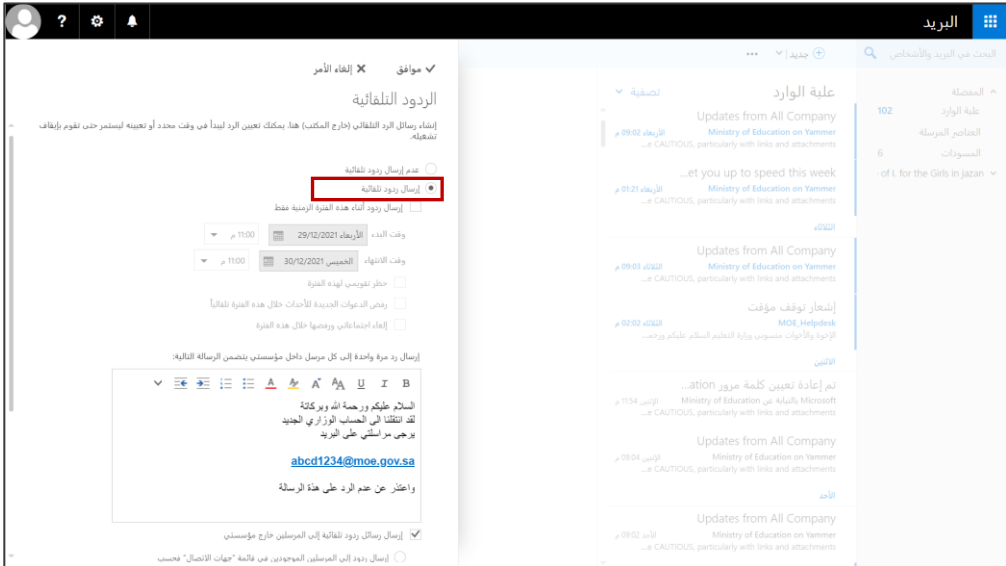 البريد
?
البحث في البريد والأشخاص
جديد
...
المفضلة
علبة الوارد 102
العناصر المرسلة
المسودات 6
of I. for the Girls in jazan
علبة الوارد
تصفية
Updates from All Company
Ministry of Education on Yammer
الأربعاء 09:02 م
e CAUTIOUS, particularly with links and attachments...
et you up to speed this week...
Ministry of Education on Yammer
الأربعاء 01:21 م
e CAUTIOUS, particularly with links and attachments...
الثلاثاء
Updates from All Company
Ministry of Education on Yammer
الثلاثاء 09:03 م
e CAUTIOUS, particularly with links and attachments...
إشعار توقف مؤقت
MOE_Helpdesk
الثلاثاء 02:02 م
الإخوة والأخوات منسوبي وزارة التعليم السلام عليكم ورحم...
الاثنين
تم إعادة تعيين كلمة مرور ation...
Microsoft بالنيابة عن Ministry of Education
الإثنين 11:54 م
e CAUTIOUS, particularly with links and attachments...
Updates from All Company
Ministry of Education on Yammer
الإثنين 09:04 م
e CAUTIOUS, particularly with links and attachments...
الأحد
Updates from All Company
Ministry of Education on Yammer
الأحد 09:02 م
e CAUTIOUS, particularly with links and attachments...
موافق
إلغاء الأمر
الردود التلقائية
إنشاء رسائل الرد التلقائي (خارج المكتب) هنا. يمكنك تعيين الرد ليبدأ في وقت محدد أو تعيينه ليستمر حتى تقوم بإيقاف
تشغيله.
عدم إرسال ردود تلقائية
إرسال ردود تلقائية
إرسال ردود أثناء هذه الفترة الزمنية فقط
وقت البدء الأربعاء 29/12/2021 11:00 م
وقت الانتهاء الخميس 30/12/2021 11:00 م
حظر تقويمي لهذه الفترة
رفض الدعوات الجديدة للأحداث خلال هذه الفترة تلقائياً
إلغاء اجتماعاتي ورفضها خلال هذه الفترة
إرسال رد مرة واحدة إلى كل مرسل داخل مؤسستي يتضمن الرسالة التالية:
B I U AA A A
السلام عليكم ورحمة الله وبركاتة
لقد انتقلنا الى الحساب الوزاري الجديد
يرجى مراسلتي على البريد
abcd1234@moe.gov.sa
واعتذر عن عدم الرد على هذة الرسالة
إرسال رسائل ردود تلقائية إلى المرسلين خارج مؤسستي
إرسال ردود إلى المرسلين الموجودين في قائمة "جهات الاتصال" فحسب